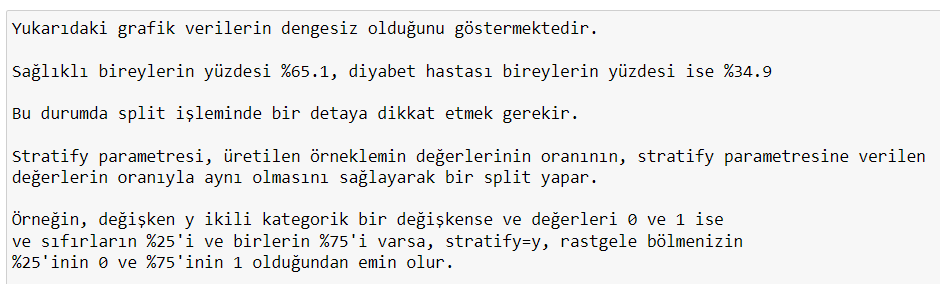 Yukarıdaki grafik verilerin dengesiz olduğunu göstermektedir.
Sağlıklı bireylerin yüzdesi %65.1, diyabet hastası bireylerin yüzdesi ise %34.9
Bu durumda split işleminde bir detaya dikkat etmek gerekir.
Stratify parametresi, üretilen örneklemin değerlerinin oranının, stratify parametresine verilen
değerlerin oranıyla aynı olmasını sağlayarak bir split yapar.
Örneğin, değişken y ikili kategorik bir değişkense ve değerleri 0 ve 1 ise
ve sıfırların %25'i ve birlerin %75'i varsa, stratify=y, rastgele bölmenizin
%25'inin 0 ve %75'inin 1 olduğundan emin olur.